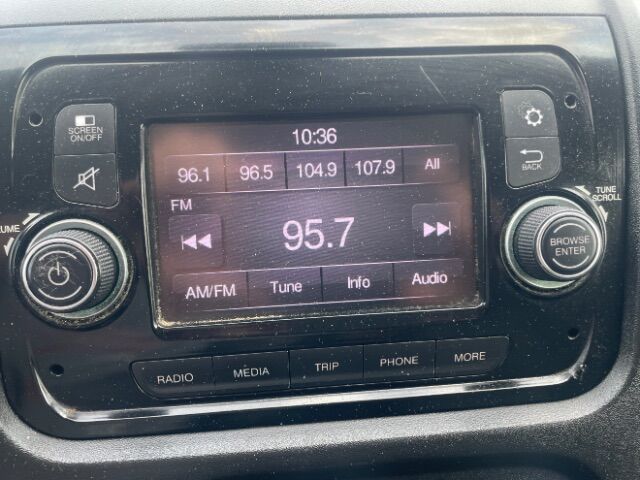 SCREEN
ON/OFF
10:36
96.1 96.5 104.9 107.9 All
FM
95.7
AM/FM Tune Info Audio
BACK
TUNE
SCROLL
BROWSE
ENTER
RADIO MEDIA TRIP PHONE MORE